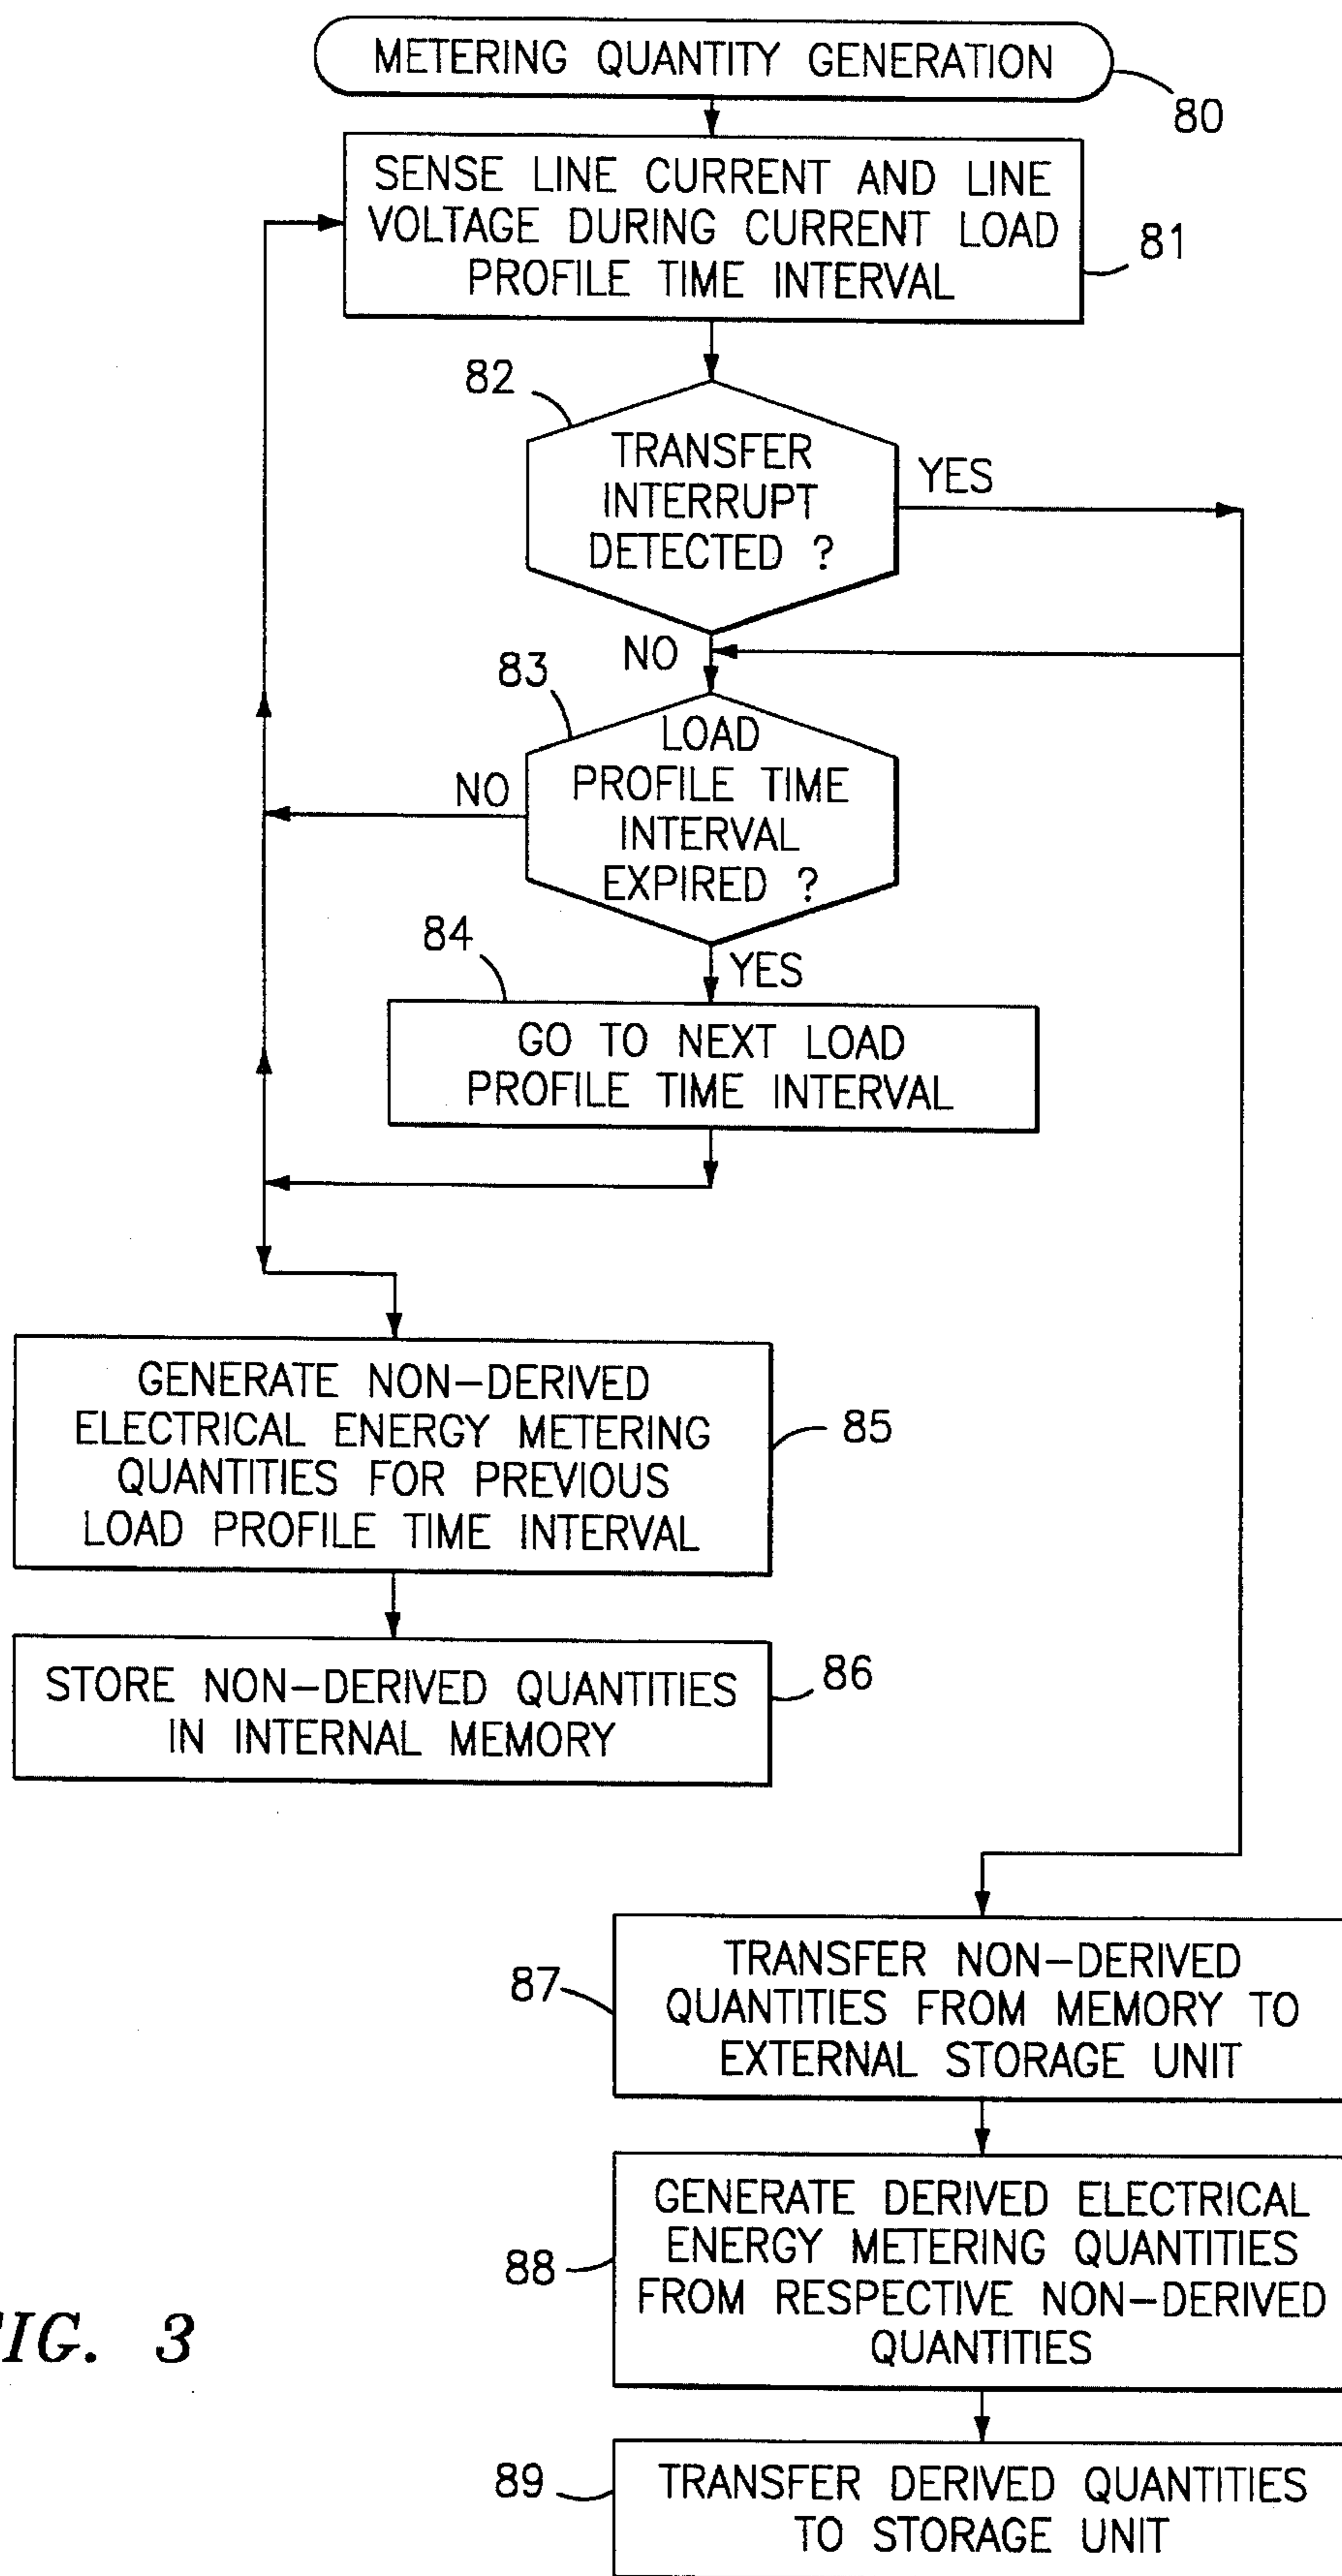 METERING QUANTITY GENERATION
80
SENSE LINE CURRENT AND LINE
VOLTAGE DURING CURRENT LOAD
PROFILE TIME INTERVAL
81
82
TRANSFER
INTERRUPT
DETECTED ?
YES
NO
83
LOAD
PROFILE TIME
INTERVAL
EXPIRED ?
NO
YES
84
GO TO NEXT LOAD
PROFILE TIME INTERVAL
GENERATE NON-DERIVED
ELECTRICAL ENERGY METERING
QUANTITIES FOR PREVIOUS
LOAD PROFILE TIME INTERVAL
85
STORE NON-DERIVED QUANTITIES
IN INTERNAL MEMORY
86
87
TRANSFER NON-DERIVED
QUANTITIES FROM MEMORY TO
EXTERNAL STORAGE UNIT
88
GENERATE DERIVED ELECTRICAL
ENERGY METERING QUANTITIES
FROM RESPECTIVE NON-DERIVED
QUANTITIES
89
TRANSFER DERIVED QUANTITIES
TO STORAGE UNIT
FIG. 3